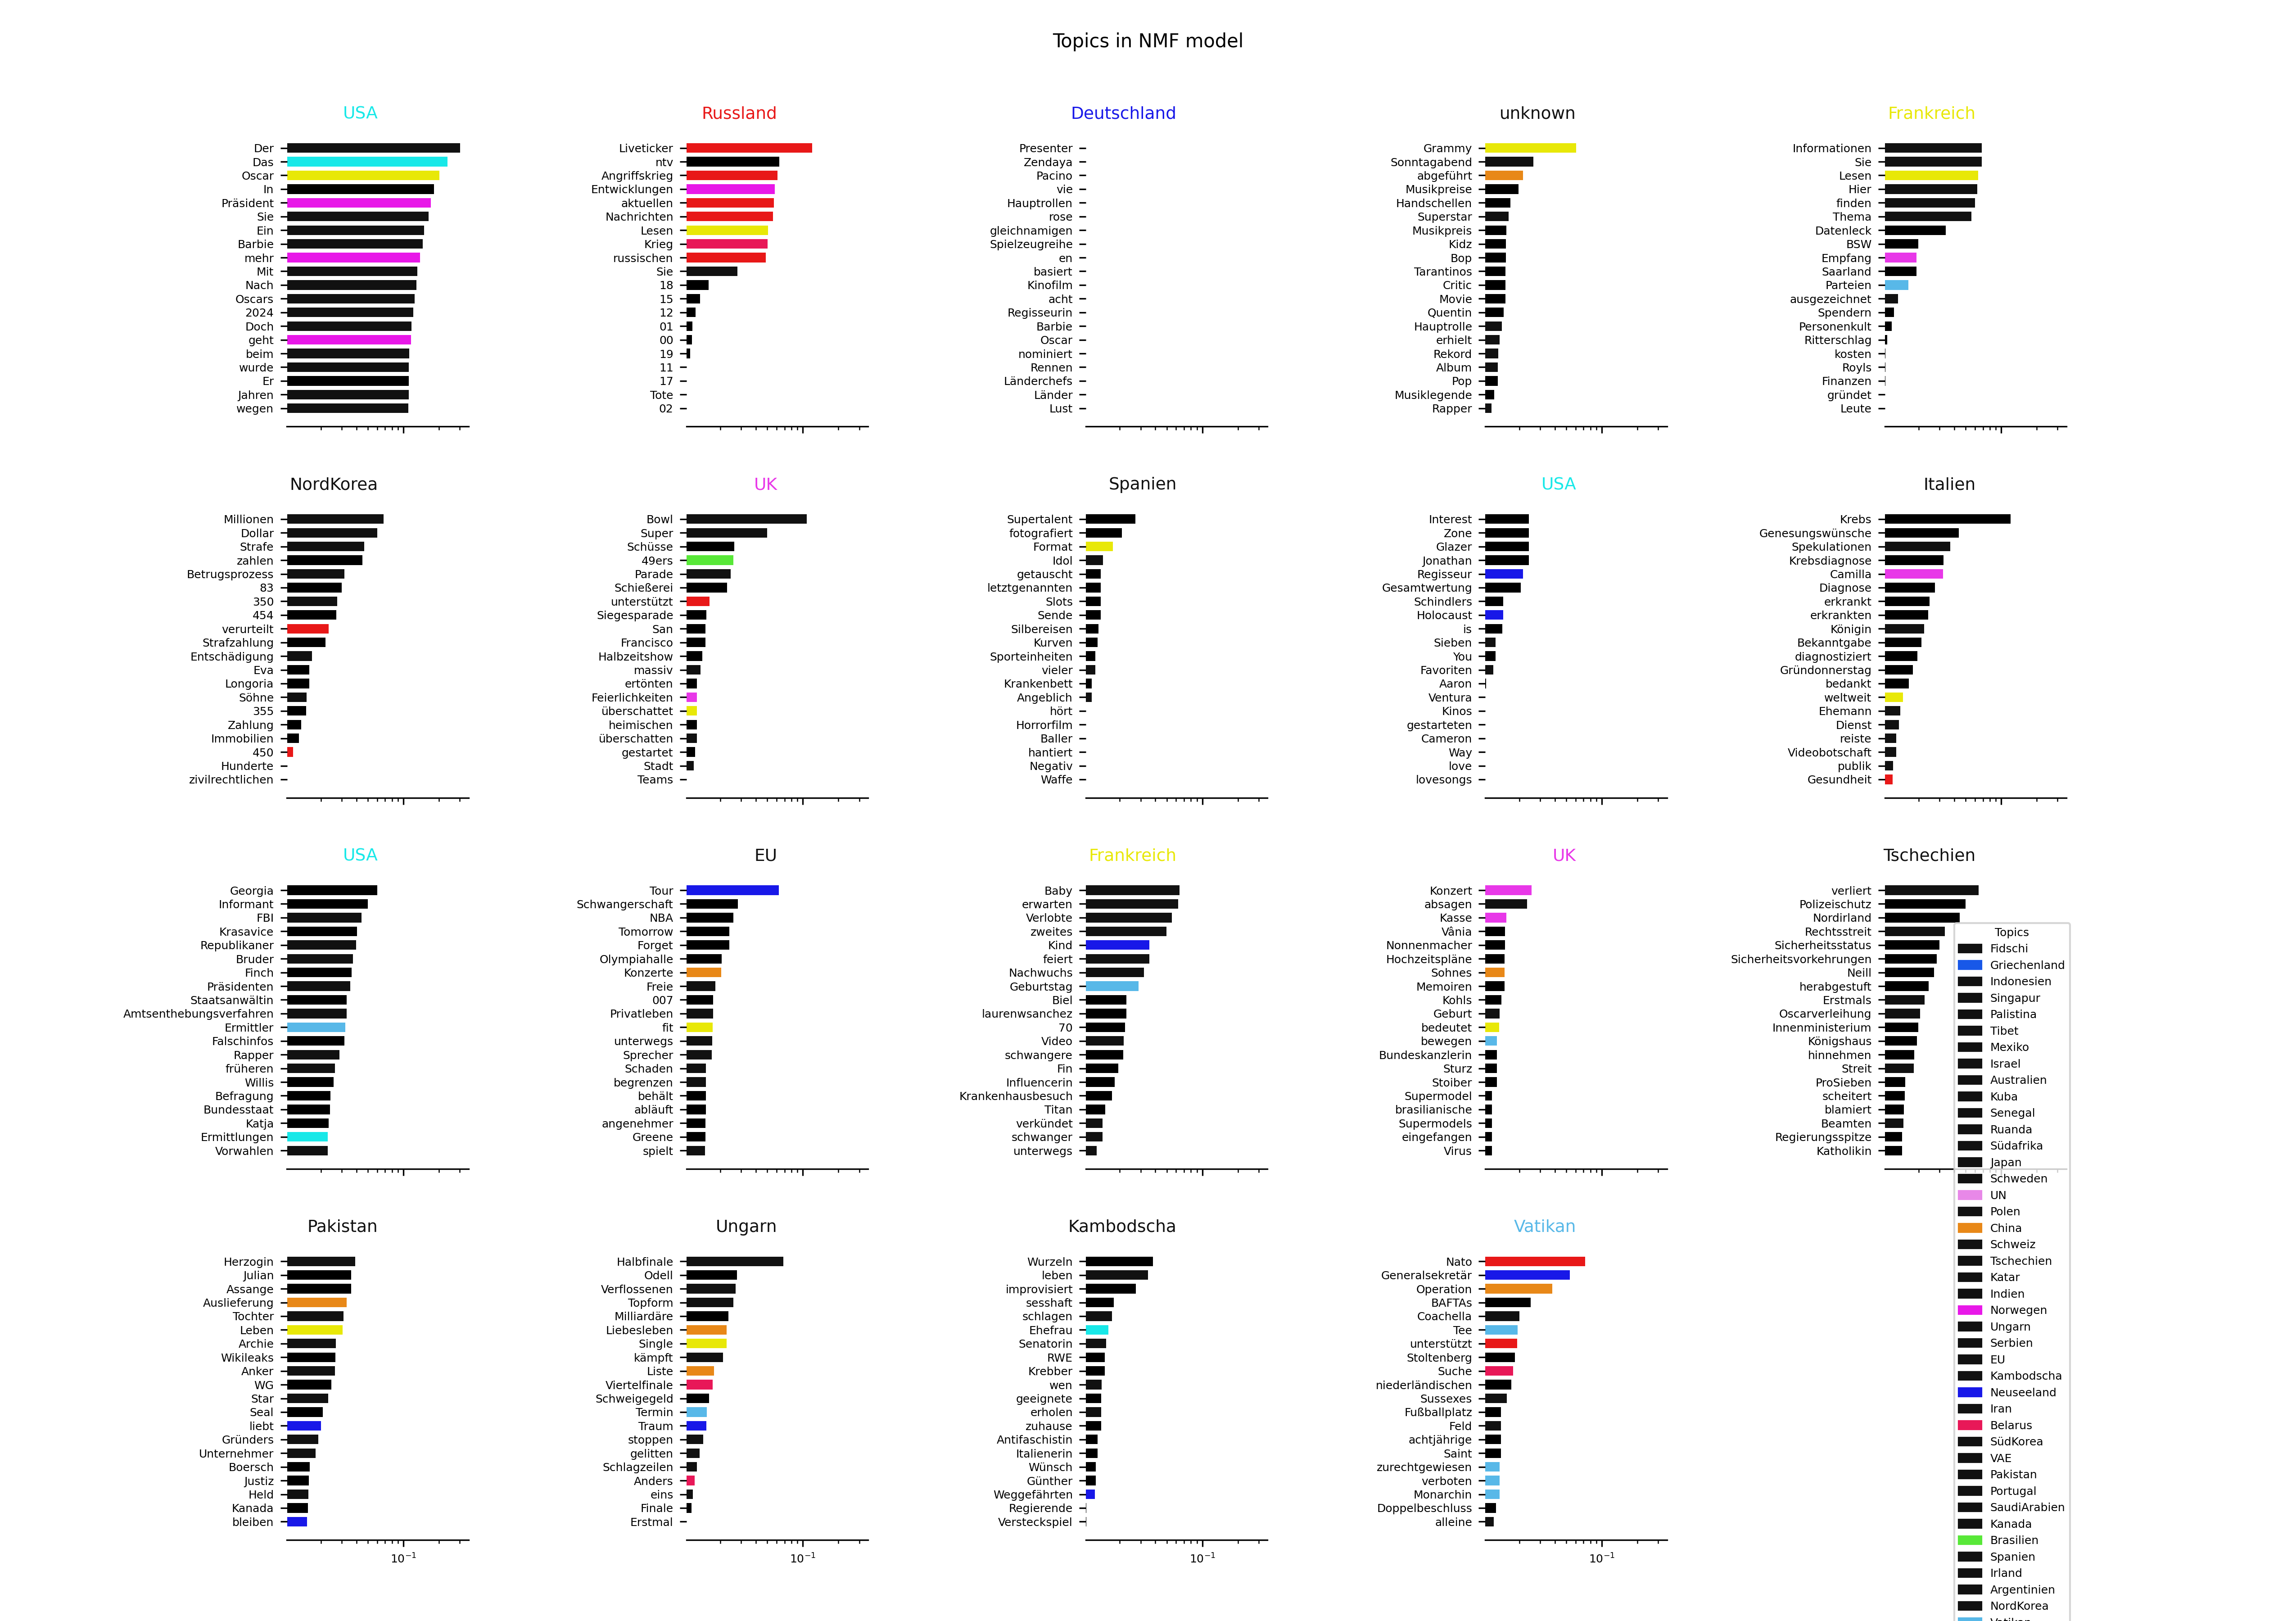 Topics in NMF model
USA
Der
Das
Oscar
In
Präsident
Sie
Ein
Barbie
mehr
Mit
Nach
Oscars
2024
Doch
geht
beim
wurde
Er
Jahren
wegen
Russland
Liveticker
ntv
Angriffskrieg
Entwicklungen
aktuellen
Nachrichten
Lesen
Krieg
russischen
Sie
18
15
12
01
00
19
11
17
Tote
02
Deutschland
Presenter
Zendaya
Pacino
vie
Hauptrollen
rose
gleichnamigen
Spielzeugreihe
en
basiert
Kinofilm
acht
Regisseurin
Barbie
Oscar
nominiert
Rennen
Länderchefs
Länder
Lust
unknown
Grammy
Sonntagabend
abgeführt
Musikpreise
Handschellen
Superstar
Musikpreis
Kidz
Bop
Tarantinos
Critic
Movie
Quentin
Hauptrolle
erhielt
Rekord
Album
Pop
Musiklegende
Rapper
Frankreich
Informationen
Sie
Lesen
Hier
finden
Thema
Datenleck
BSW
Empfang
Saarland
Parteien
ausgezeichnet
Spendern
Personenkult
Ritterschlag
kosten
Royls
Finanzen
gründet
Leute
NordKorea
Millionen
Dollar
Strafe
zahlen
Betrugsprozess
83
350
454
verurteilt
Strafzahlung
Entschädigung
Eva
Longoria
Söhne
355
Zahlung
Immobilien
450
Hunderte
zivilrechtlichen
UK
Bowl
Super
Schüsse
49ers
Parade
Schießerei
unterstützt
Siegesparade
San
Francisco
Halbzeitshow
massiv
ertönten
Feierlichkeiten
überschattet
heimischen
überschatten
gestartet
Stadt
Teams
Spanien
Supertalent
fotografiert
Format
Idol
getauscht
letztgenannten
Slots
Sende
Silbereisen
Kurven
Sporteinheiten
vieler
Krankenbett
Angeblich
hört
Horrorfilm
Baller
hantiert
Negativ
Waffe
USA
Interest
Zone
Glazer
Jonathan
Regisseur
Gesamtwertung
Schindlers
Holocaust
is
Sieben
You
Favoriten
Aaron
Ventura
Kinos
gestarteten
Cameron
Way
love
lovesongs
Italien
Krebs
Genesungswünsche
Spekulationen
Krebsdiagnose
Camilla
Diagnose
erkrankt
erkrankten
Königin
Bekanntgabe
diagnostiziert
Gründonnerstag
bedankt
weltweit
Ehemann
Dienst
reiste
Videobotschaft
publik
Gesundheit
USA
Georgia
Informant
FBI
Krasavice
Republikaner
Bruder
Finch
Präsidenten
Staatsanwältin
Amtsenthebungsverfahren
Ermittler
Falschinfos
Rapper
früheren
Willis
Befragung
Bundesstaat
Katja
Ermittlungen
Vorwahlen
EU
Tour
Schwangerschaft
NBA
Tomorrow
Forget
Olympiahalle
Konzerte
Freie
007
Privatleben
fit
unterwegs
Sprecher
Schaden
begrenzen
behält
abläuft
angenehmer
Greene
spielt
Frankreich
Baby
erwarten
Verlobte
zweites
Kind
feiert
Nachwuchs
Geburtstag
Biel
laurenwsanchez
70
Video
schwangere
Fin
Influencerin
Krankenhausbesuch
Titan
verkündet
schwanger
unterwegs
UK
Konzert
absagen
Kasse
Vânia
Nonnenmacher
Hochzeitspläne
Sohnes
Memoiren
Kohls
Geburt
bedeutet
bewegen
Bundeskanzlerin
Sturz
Stoiber
Supermodel
brasilianische
Supermodels
eingefangen
Virus
Tschechien
verliert
Polizeischutz
Nordirland
Rechtsstreit
Sicherheitsstatus
Sicherheitsvorkehrungen
Neill
herabgestuft
Erstmals
Oscarverleihung
Innenministerium
Königshaus
hinnehmen
Streit
ProSieben
scheitert
blamiert
Beamten
Regierungsspitze
Katholikin
Pakistan
Herzogin
Julian
Assange
Auslieferung
Tochter
Leben
Archie
Wikileaks
Anker
WG
Star
Seal
liebt
Gründers
Unternehmer
Boersch
Justiz
Held
Kanada
bleiben
10⁻¹
Ungarn
Halbfinale
Odell
Verflossenen
Topform
Milliardäre
Liebesleben
Single
kämpft
Liste
Viertelfinale
Schweigegeld
Termin
Traum
stoppen
gelitten
Schlagzeilen
Anders
eins
Finale
Erstmal
10⁻¹
Kambodscha
Wurzeln
leben
improvisiert
sesshaft
schlagen
Ehefrau
Senatorin
RWE
Krebber
wen
geeignete
erholen
zuhause
Antifaschistin
Italienerin
Wünsch
Günther
Weggefährten
Regierende
Versteckspiel
10⁻¹
Vatikan
Nato
Generalsekretär
Operation
BAFTAs
Coachella
Tee
unterstützt
Stoltenberg
Suche
niederländischen
Sussexes
Fußballplatz
Feld
achtjährige
Saint
zurechtgewiesen
verboten
Monarchin
Doppelbeschluss
alleine
10⁻¹
Topics
Fidschi
Griechenland
Indonesien
Singapur
Palistina
Tibet
Mexiko
Israel
Australien
Kuba
Senegal
Ruanda
Südafrika
Japan
Schweden
UN
Polen
China
Schweiz
Tschechien
Katar
Indien
Norwegen
Ungarn
Serbien
EU
Kambodscha
Neuseeland
Iran
Belarus
SüdKorea
VAE
Pakistan
Portugal
SaudiArabien
Kanada
Brasilien
Spanien
Irland
Argentinien
NordKorea
Vatikan